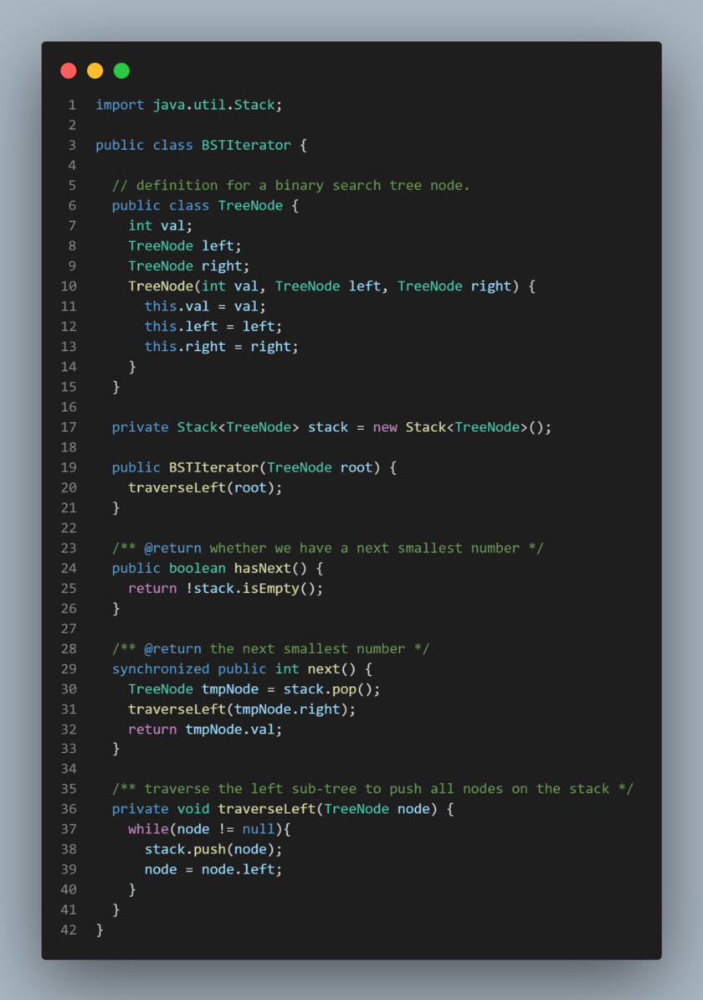 1 import java.util.Stack;
2
3 public class BSTIterator {
4
5   // definition for a binary search tree node.
6   public class TreeNode {
7     int val;
8     TreeNode left;
9     TreeNode right;
10     TreeNode(int val, TreeNode left, TreeNode right) {
11       this.val = val;
12       this.left = left;
13       this.right = right;
14     }
15   }
16
17   private Stack<TreeNode> stack = new Stack<TreeNode>();
18
19   public BSTIterator(TreeNode root) {
20     traverseLeft(root);
21   }
22
23   /** @return whether we have a next smallest number */
24   public boolean hasNext() {
25     return !stack.isEmpty();
26   }
27
28   /** @return the next smallest number */
29   synchronized public int next() {
30     TreeNode tmpNode = stack.pop();
31     traverseLeft(tmpNode.right);
32     return tmpNode.val;
33   }
34
35   /** traverse the left sub-tree to push all nodes on the stack */
36   private void traverseLeft(TreeNode node) {
37     while(node != null){
38       stack.push(node);
39       node = node.left;
40     }
41   }
42 }